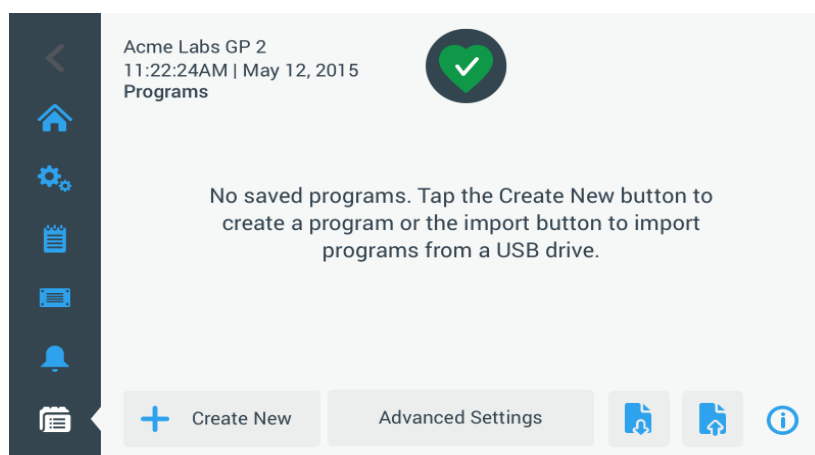 Acme Labs GP 2
11:22:24AM | May 12, 2015
Programs
No saved programs. Tap the Create New button to
create a program or the import button to import
programs from a USB drive.
Create New
Advanced Settings